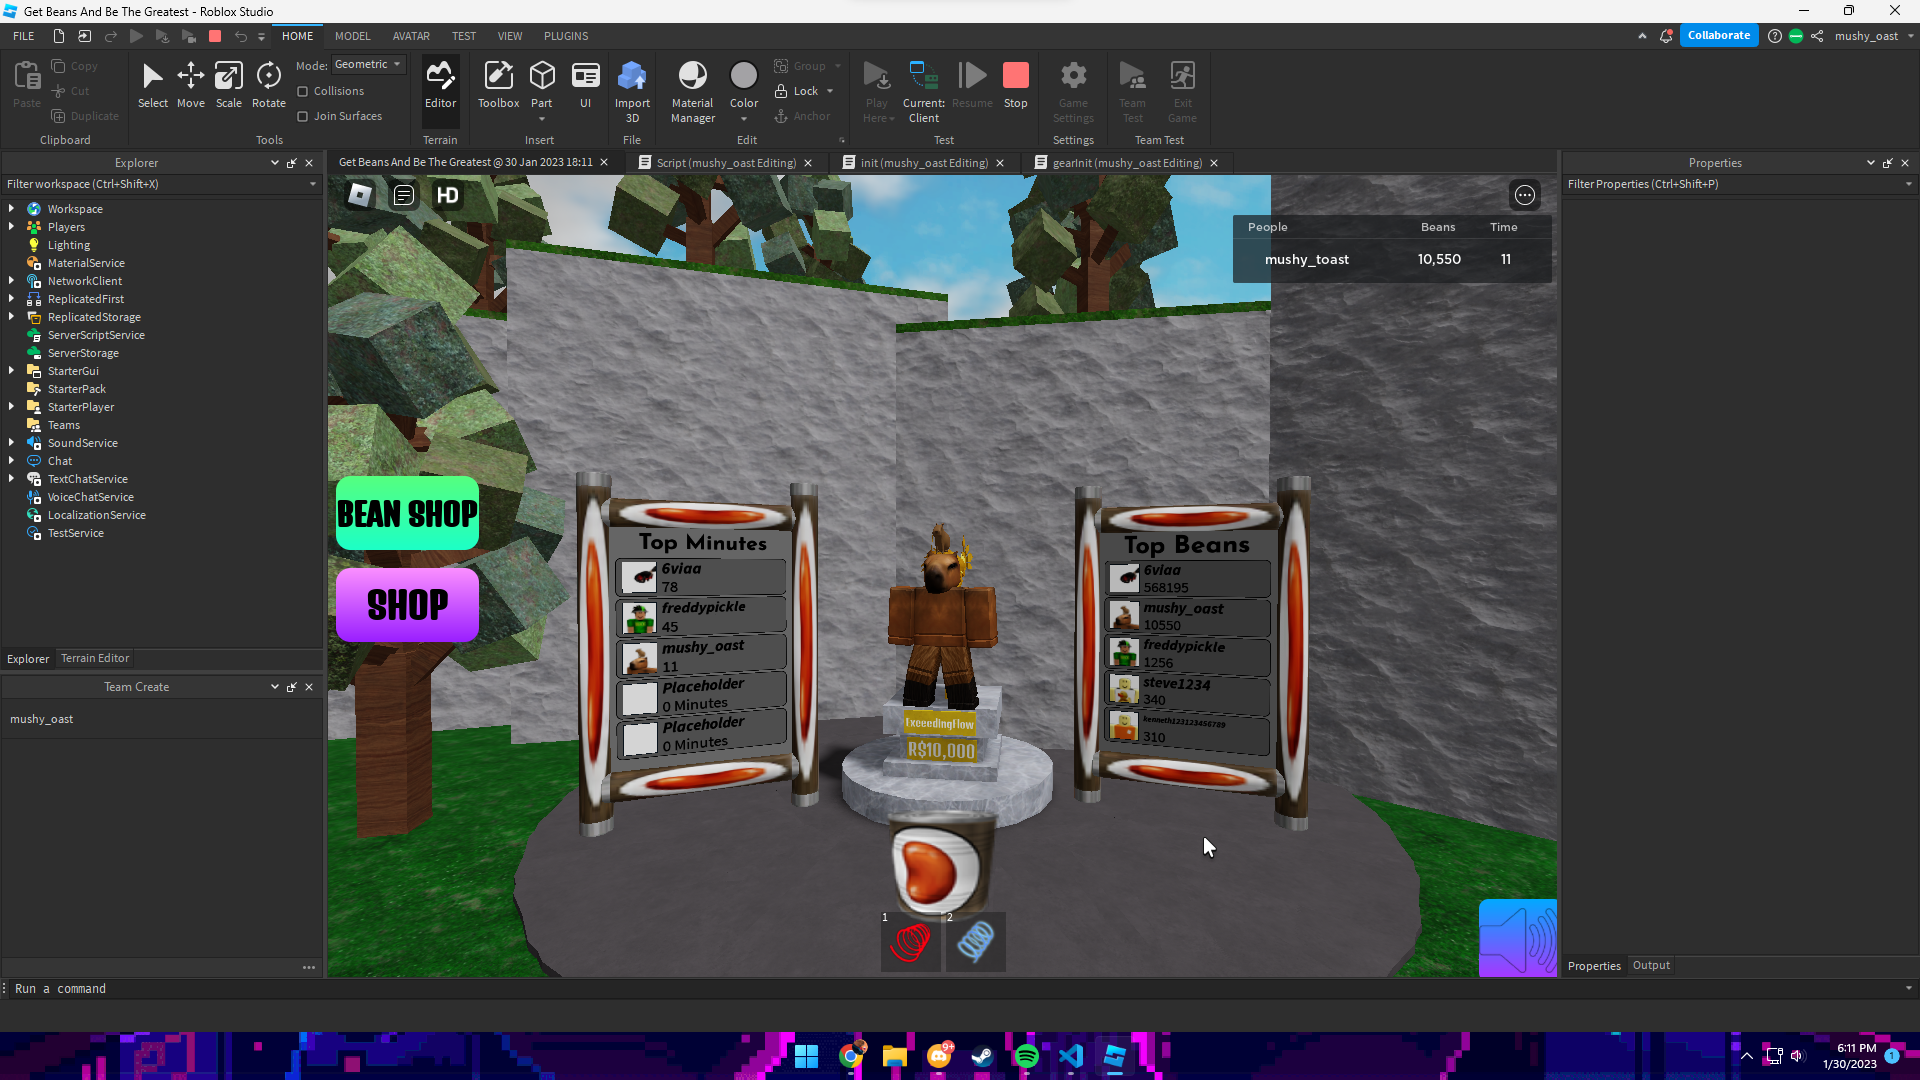 Get Beans And Be The Greatest - Roblox Studio
FILE
HOME
MODEL
AVATAR
TEST
VIEW
PLUGINS
Collaborate
mushy_oast
Paste
Copy
Cut
Duplicate
Clipboard
Select
Move
Scale
Rotate
Mode:
Geometric
Collisions
Join Surfaces
Tools
Editor
Terrain
Toolbox
Part
UI
Insert
Import
3D
File
Material
Manager
Color
Group
Lock
Anchor
Edit
Play
Here
Current:
Client
Resume
Stop
Test
Game
Settings
Settings
Team
Test
Exit
Game
Team Test
Explorer
Filter workspace (Ctrl+Shift+X)
Workspace
Players
Lighting
MaterialService
NetworkClient
ReplicatedFirst
ReplicatedStorage
ServerScriptService
ServerStorage
StarterGui
StarterPack
StarterPlayer
Teams
SoundService
Chat
TextChatService
VoiceChatService
LocalizationService
TestService
Explorer
Terrain Editor
Team Create
mushy_oast
Get Beans And Be The Greatest @ 30 Jan 2023 18:11
Script (mushy_oast Editing)
init (mushy_oast Editing)
gearInit (mushy_oast Editing)
HD
People Beans Time
mushy_toast 10,550 11
BEAN SHOP
SHOP
Top Minutes
6viaa
78
freddypickle
45
mushy_oast
11
Placeholder
0 Minutes
Placeholder
0 Minutes
ExceedingFlow
R$10,000
Top Beans
6viaa
568195
mushy_oast
10550
freddypickle
1256
steve1234
340
kenneth123123456789
310
1
2
Properties
Filter Properties (Ctrl+Shift+P)
Properties
Output
Run a command
9+
6:11 PM
1/30/2023
1